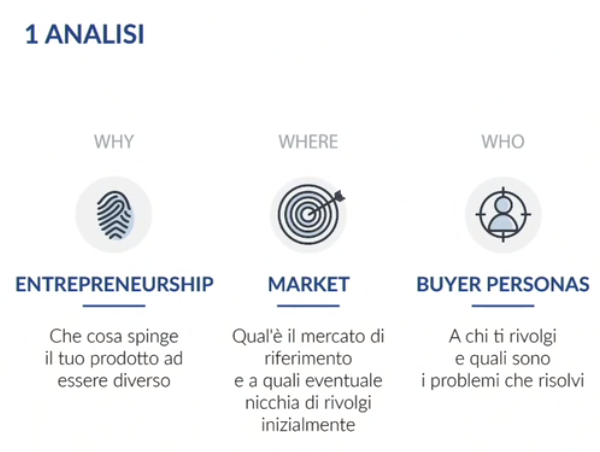 1 ANALISI
WHY
WHERE
WHO
ENTREPRENEURSHIP
MARKET
BUYER PERSONAS
Che cosa spinge
il tuo prodotto ad
essere diverso
Qual'è il mercato di
riferimento
e a quali eventuale
nicchia di rivolgi
inizialmente
A chi ti rivolgi
e quali sono
i problemi che risolvi